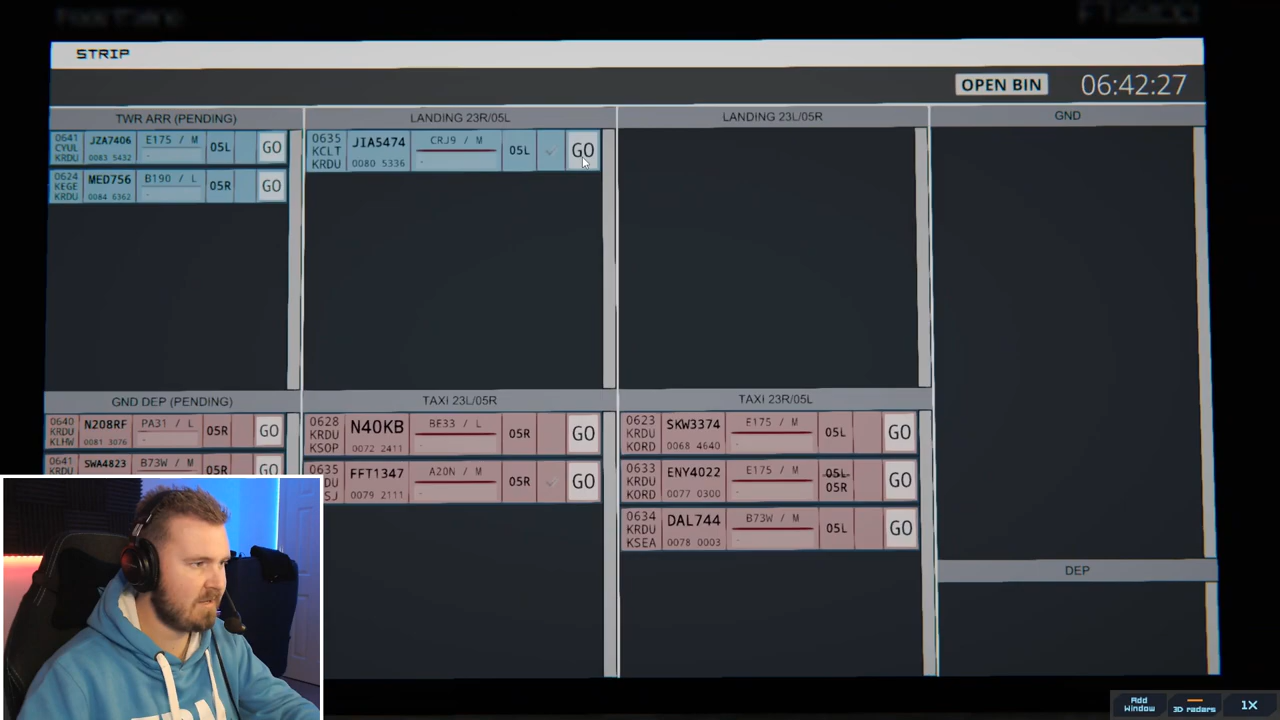 STRIP
OPEN BIN 06:42:27
TWR ARR (PENDING)
0641 JZA7406 E175 / M 05L GO
CYUL
KRDU 0083 5432 -
0624 MED756 B190 / L 05R GO
KEGE
KRDU 0084 6362 -
LANDING 23R/05L
0635 JIA5474 CRJ9 / M 05L GO
KCLT
KRDU 0080 5336 -
LANDING 23L/05R
GND
GND DEP (PENDING)
0640 N208RF PA31 / L 05R GO
KRDU
KLHW 0081 3076 -
0641 SWA4823 B73W / M 05R GO
TAXI 23L/05R
0628 N40KB BE33 / L 05R GO
KRDU
KSOP 0072 2411 -
0635 FFT1347 A20N / M 05R GO
DU
SJ 0079 2111 -
TAXI 23R/05L
0623 SKW3374 E175 / M 05L GO
KRDU
KORD 0068 4640 -
0633 ENY4022 E175 / M 05L GO
KRDU 05R
KORD 0077 0300 -
0634 DAL744 B73W / M 05L GO
KRDU
KSEA 0078 0003 -
DEP
Add
Window
3D radars
1X